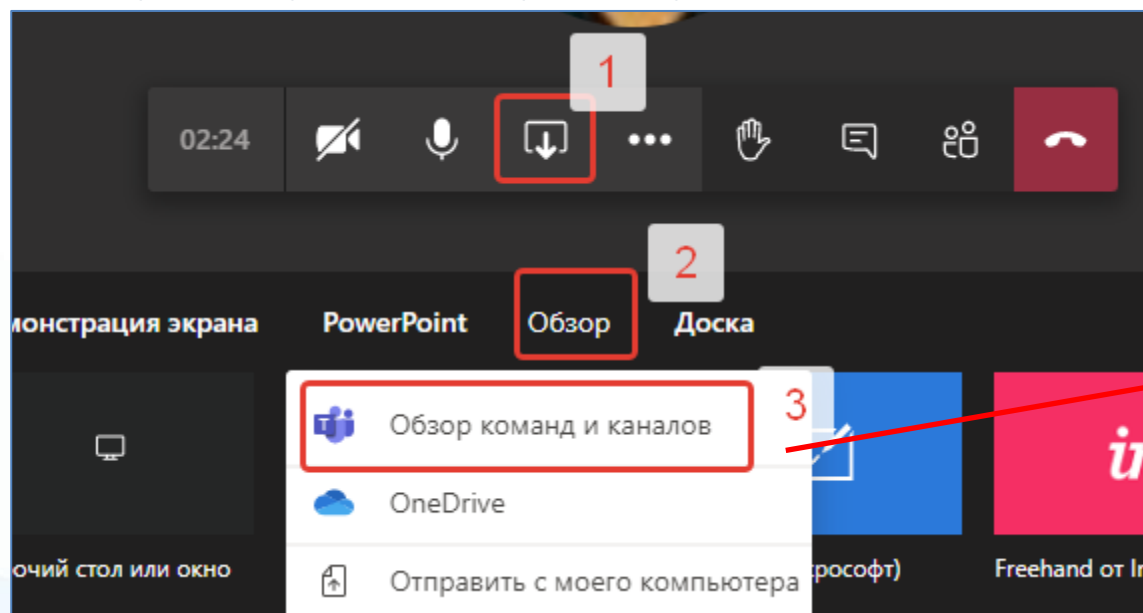 1
02:24
2
монстрация экрана PowerPoint Обзор Доска
3
Обзор команд и каналов
OneDrive
очий стол или окно Отправить с моего компьютера крософт) Freehand от In